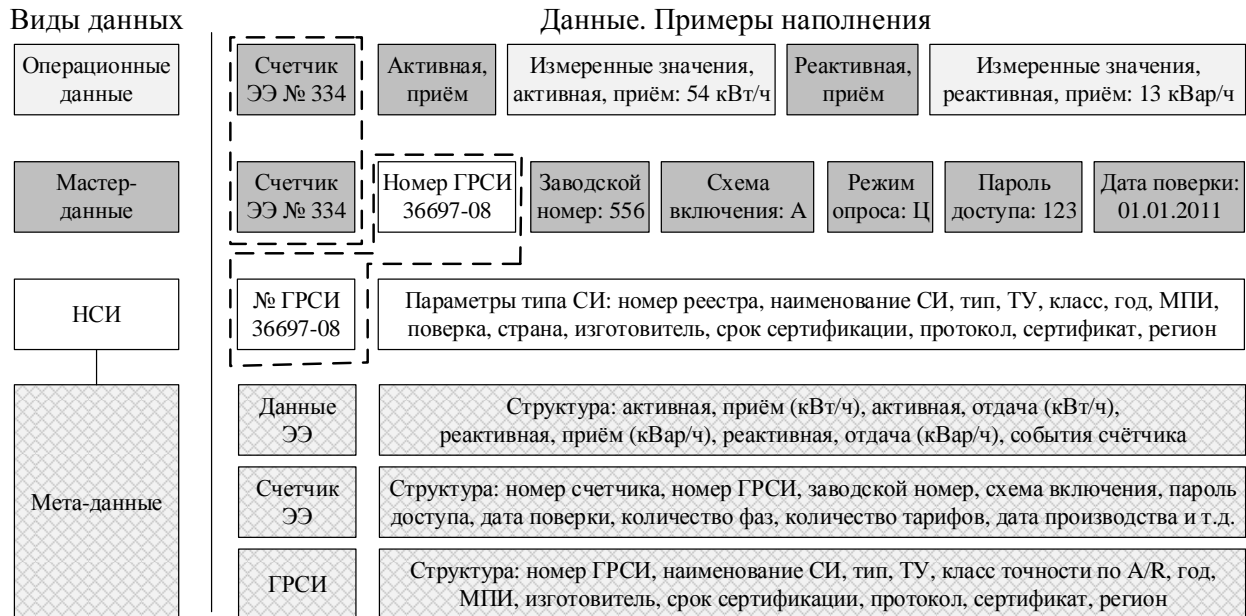 Виды данных
Данные. Примеры наполнения
Операционные
данные
Счетчик
ЭЭ № 334
Активная,
приём
Измеренные значения,
активная, приём: 54 кВт/ч
Реактивная,
приём
Измеренные значения,
реактивная, приём: 13 кВар/ч
Мастер-
данные
Счетчик
ЭЭ № 334
Номер ГРСИ
36697-08
Заводской
номер: 556
Схема
включения: А
Режим
опроса: Ц
Пароль
доступа: 123
Дата поверки:
01.01.2011
НСИ
№ ГРСИ
36697-08
Параметры типа СИ: номер реестра, наименование СИ, тип, ТУ, класс, год, МПИ,
поверка, страна, изготовитель, срок сертификации, протокол, сертификат, регион
Мета-данные
Данные
ЭЭ
Структура: активная, приём (кВт/ч), активная, отдача (кВт/ч),
реактивная, приём (кВар/ч), реактивная, отдача (кВар/ч), события счётчика
Счетчик
ЭЭ
Структура: номер счетчика, номер ГРСИ, заводской номер, схема включения, пароль
доступа, дата поверки, количество фаз, количество тарифов, дата производства и т.д.
ГРСИ
Структура: номер ГРСИ, наименование СИ, тип, ТУ, класс точности по A/R, год,
МПИ, изготовитель, срок сертификации, протокол, сертификат, регион